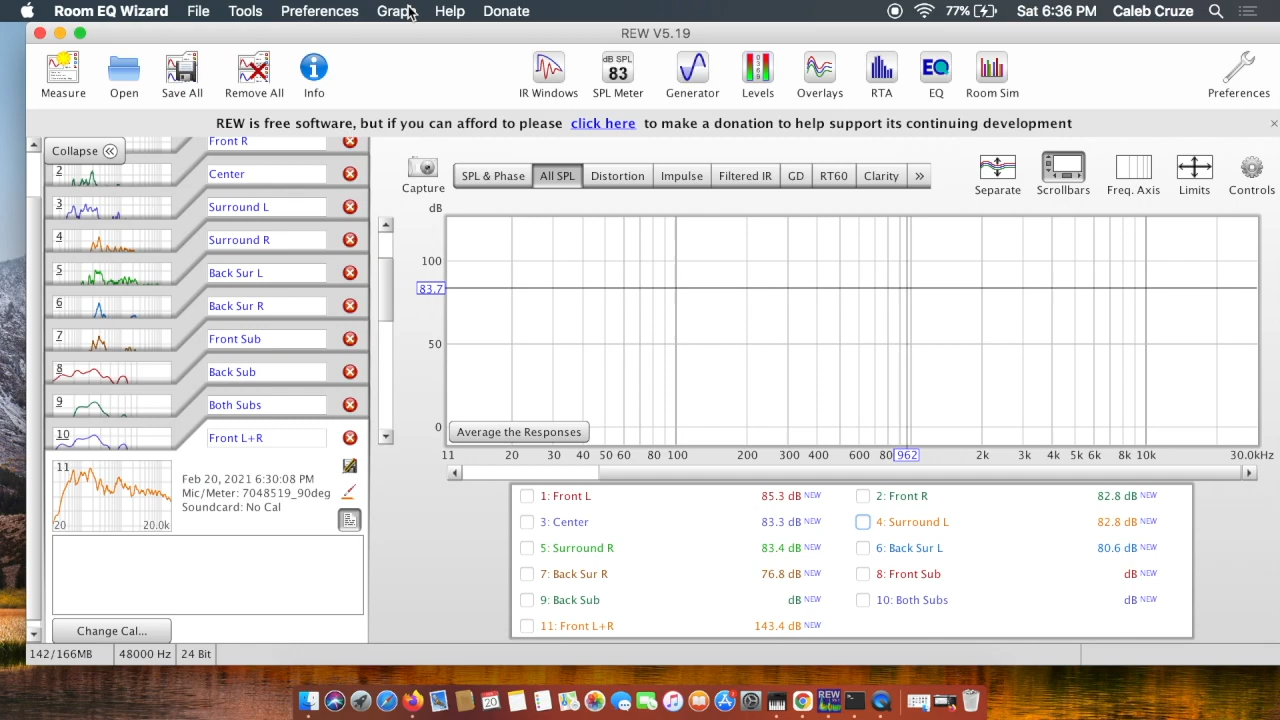 Room EQ Wizard File Tools Preferences Graph Help Donate 77% Sat 6:36 PM Caleb Cruze
REW V5.19
Measure Open Save All Remove All Info IR Windows dB SPL 83 SPL Meter Generator Levels Overlays RTA EQ EQ Room Sim Preferences
REW is free software, but if you can afford to please click here to make a donation to help support its continuing development
Collapse
Front R
2 Center
3 Surround L
4 Surround R
5 Back Sur L
6 Back Sur R
7 Front Sub
8 Back Sub
9 Both Subs
10 Front L+R
11
20 20.0k
Feb 20, 2021 6:30:08 PM
Mic/Meter: 7048519_90deg
Soundcard: No Cal
Change Cal...
Capture SPL & Phase All SPL Distortion Impulse Filtered IR GD RT60 Clarity » Separate Scrollbars Freq. Axis Limits Controls
dB
100
83.7
50
0
Average the Responses
11 20 30 40 50 60 80 100 200 300 400 600 80 962 2k 3k 4k 5k 6k 8k 10k 30.0kHz
1: Front L 85.3 dB NEW 2: Front R 82.8 dB NEW
3: Center 83.3 dB NEW 4: Surround L 82.8 dB NEW
5: Surround R 83.4 dB NEW 6: Back Sur L 80.6 dB NEW
7: Back Sur R 76.8 dB NEW 8: Front Sub dB NEW
9: Back Sub dB NEW 10: Both Subs dB NEW
11: Front L+R 143.4 dB NEW
142/166MB 48000 Hz 24 Bit
20 REW